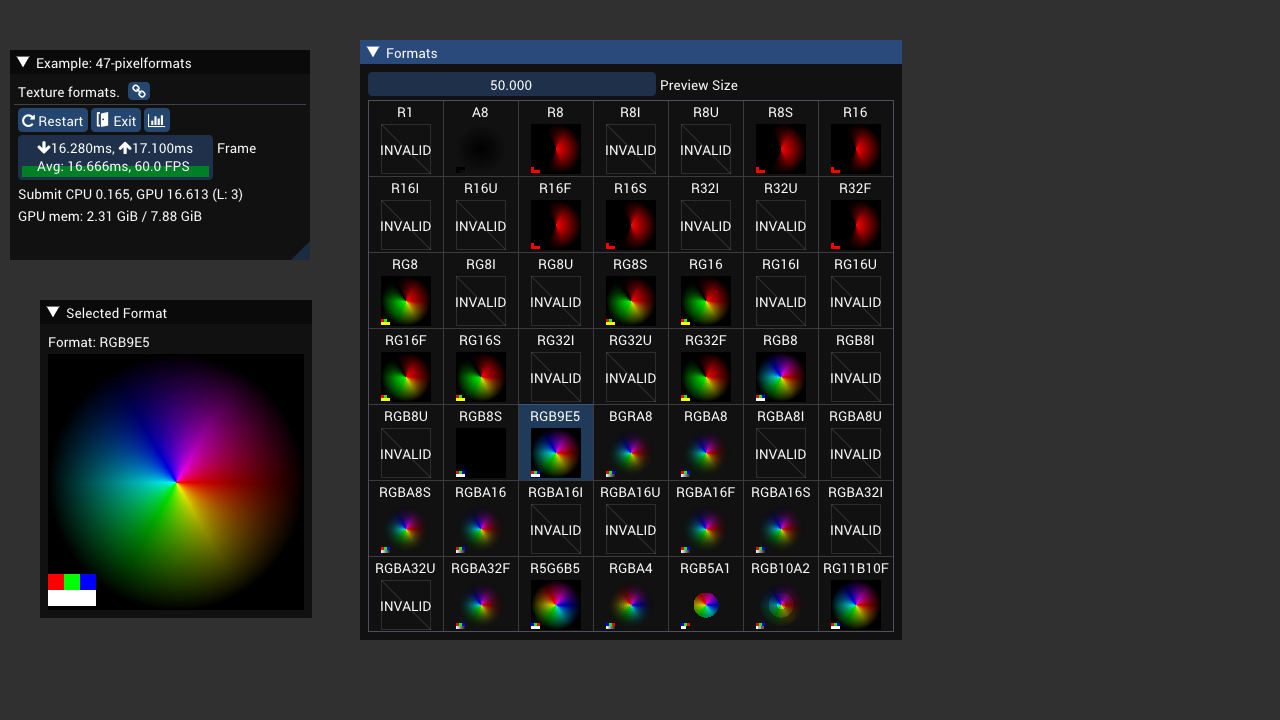 Example: 47-pixelformats
Texture formats.
Restart Exit
16.280ms, 17.100ms
Avg: 16.666ms, 60.0 FPS
Frame
Submit CPU 0.165, GPU 16.613 (L: 3)
GPU mem: 2.31 GiB / 7.88 GiB
Selected Format
Format: RGB9E5
Formats
50.000 Preview Size
R1 A8 R8 R8I R8U R8S R16
INVALID INVALID INVALID
R16I R16U R16F R16S R32I R32U R32F
INVALID INVALID INVALID INVALID
RG8 RG8I RG8U RG8S RG16 RG16I RG16U
INVALID INVALID INVALID INVALID
RG16F RG16S RG32I RG32U RG32F RGB8 RGB8I
INVALID INVALID INVALID
RGB8U RGB8S RGB9E5 BGRA8 RGBA8 RGBA8I RGBA8U
INVALID INVALID INVALID
RGBA8S RGBA16 RGBA16I RGBA16U RGBA16F RGBA16S RGBA32I
INVALID INVALID INVALID
RGBA32U RGBA32F R5G6B5 RGBA4 RGB5A1 RGB10A2 RG11B10F
INVALID